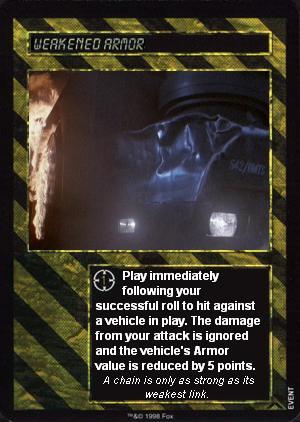 WEAKENED ARMOR
542/HMTS
Play immediately
following your
successful roll to hit against
a vehicle in play. The damage
from your attack is ignored
and the vehicle's Armor
value is reduced by 5 points.
A chain is only as strong as its
weakest link.
EVENT
™&© 1998 Fox